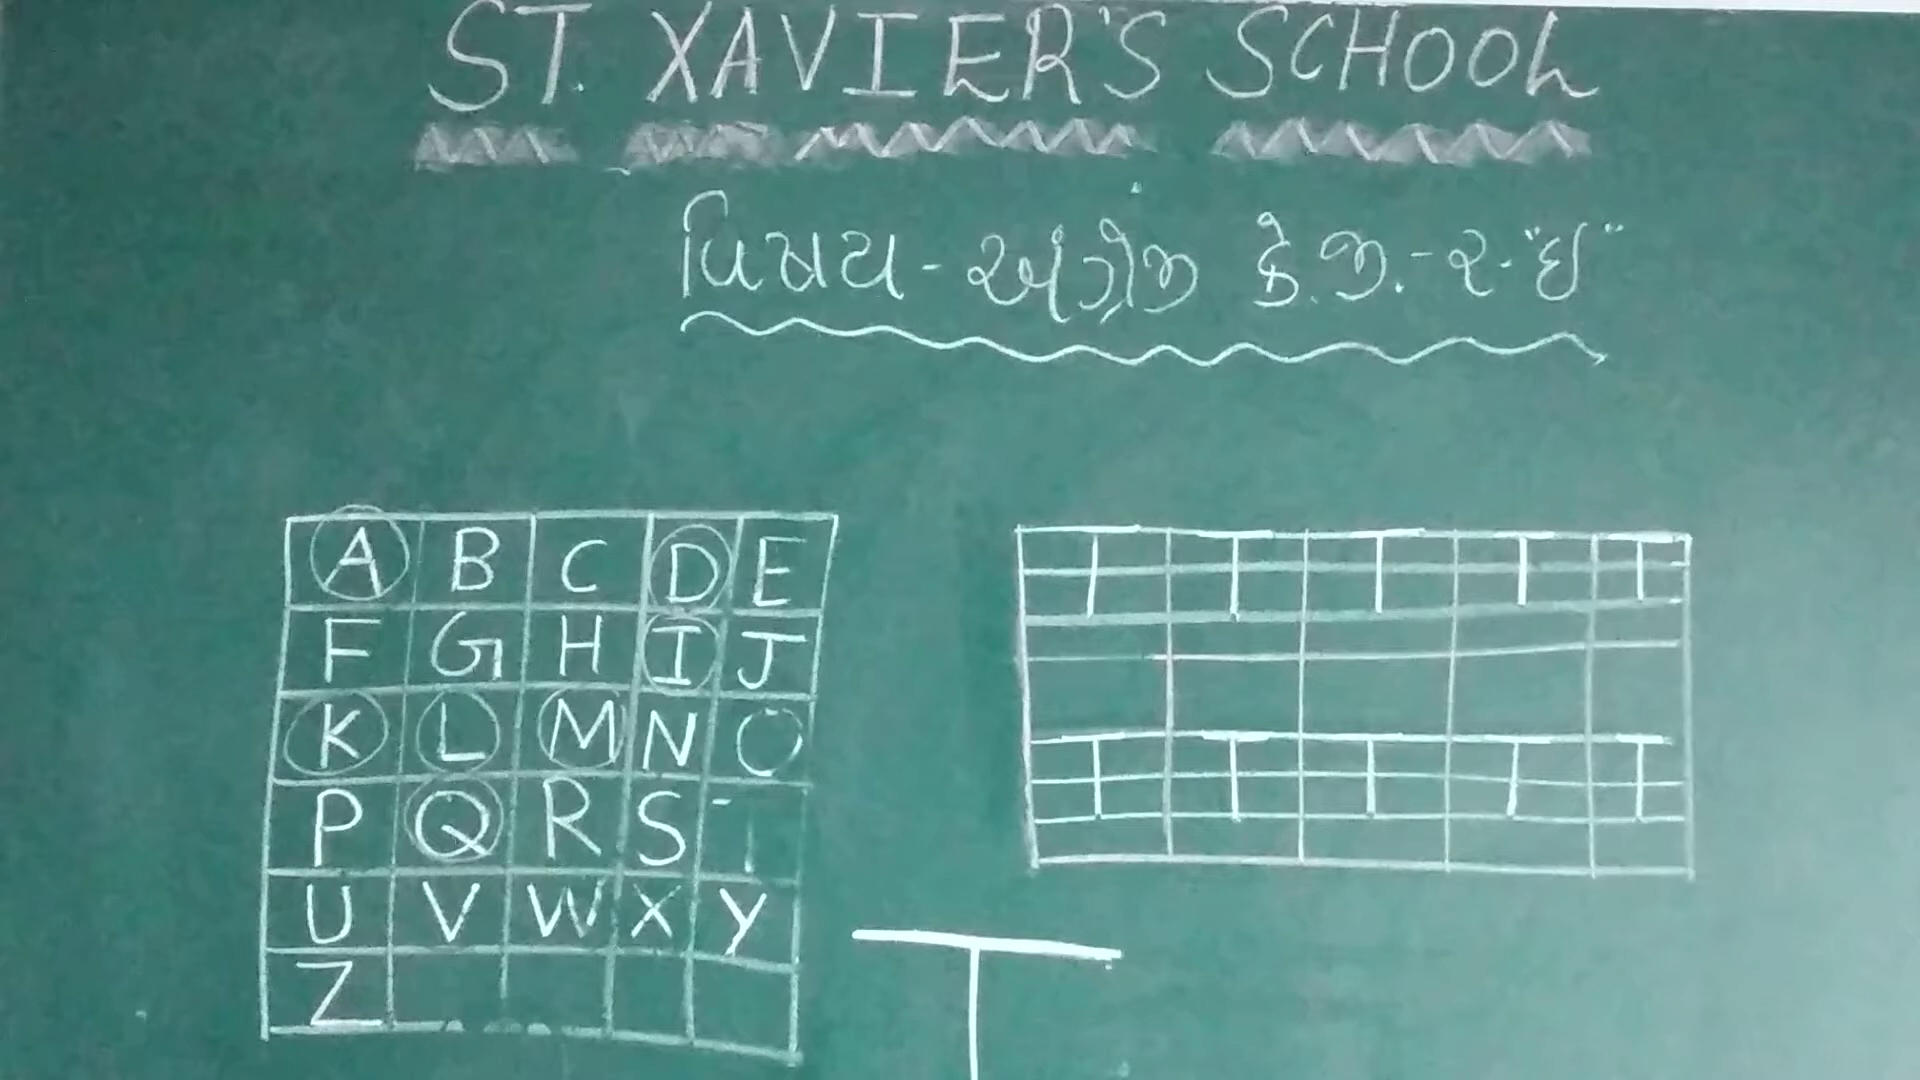 ST. XAVIER'S SCHOOL
વિષય - અંગ્રેજી કે.જી. - ૨ - "ઇ"
A B C D E
F G H I J
K L M N O
P Q R S T
U V W X Y
Z
T T T T T
T T T T T
T